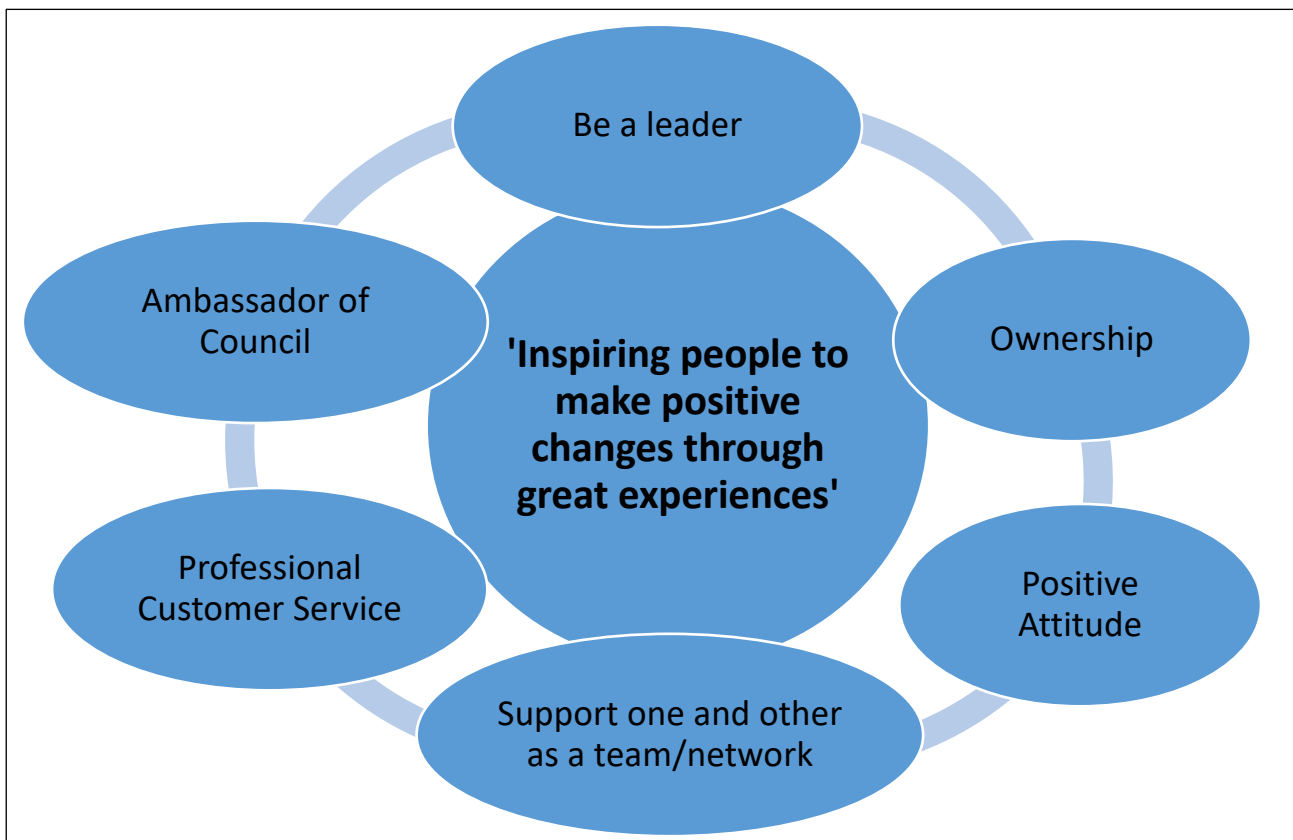 Be a leader
Ambassador of
Council
Ownership
'Inspiring people to
make positive
changes through
great experiences'
Professional
Customer Service
Positive
Attitude
Support one and other
as a team/network